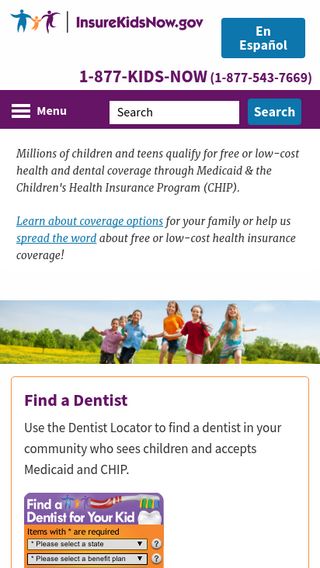 InsureKidsNow.gov
En
Español
1-877-KIDS-NOW (1-877-543-7669)
Menu
Search
Search
Millions of children and teens qualify for free or low-cost
health and dental coverage through Medicaid & the
Children's Health Insurance Program (CHIP).
Learn about coverage options for your family or help us
spread the word about free or low-cost health insurance
coverage!
Find a Dentist
Use the Dentist Locator to find a dentist in your
community who sees children and accepts
Medicaid and CHIP.
Find a
Dentist for Your Kid
Items with * are required
* Please select a state
?
* Please select a benefit plan
?